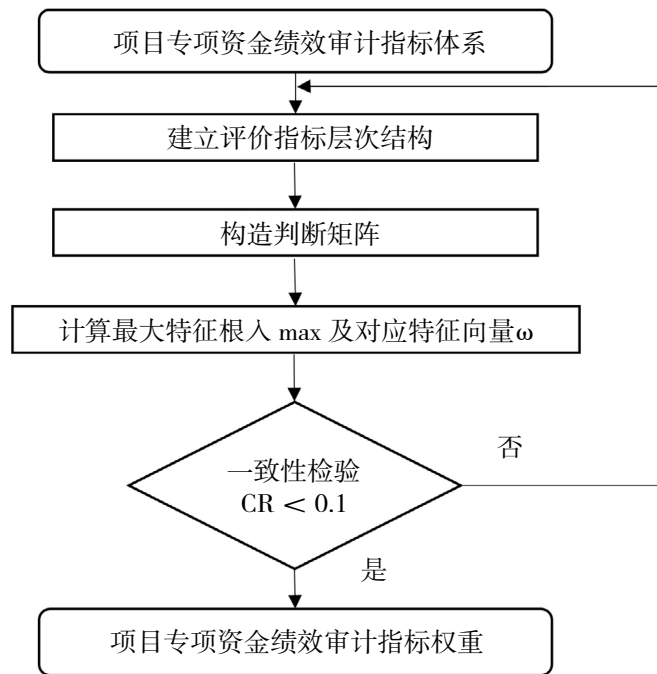 项目专项资金绩效审计指标体系
建立评价指标层次结构
构造判断矩阵
计算最大特征根入 max 及对应特征向量ω
一致性检验
CR < 0.1
否
是
项目专项资金绩效审计指标权重